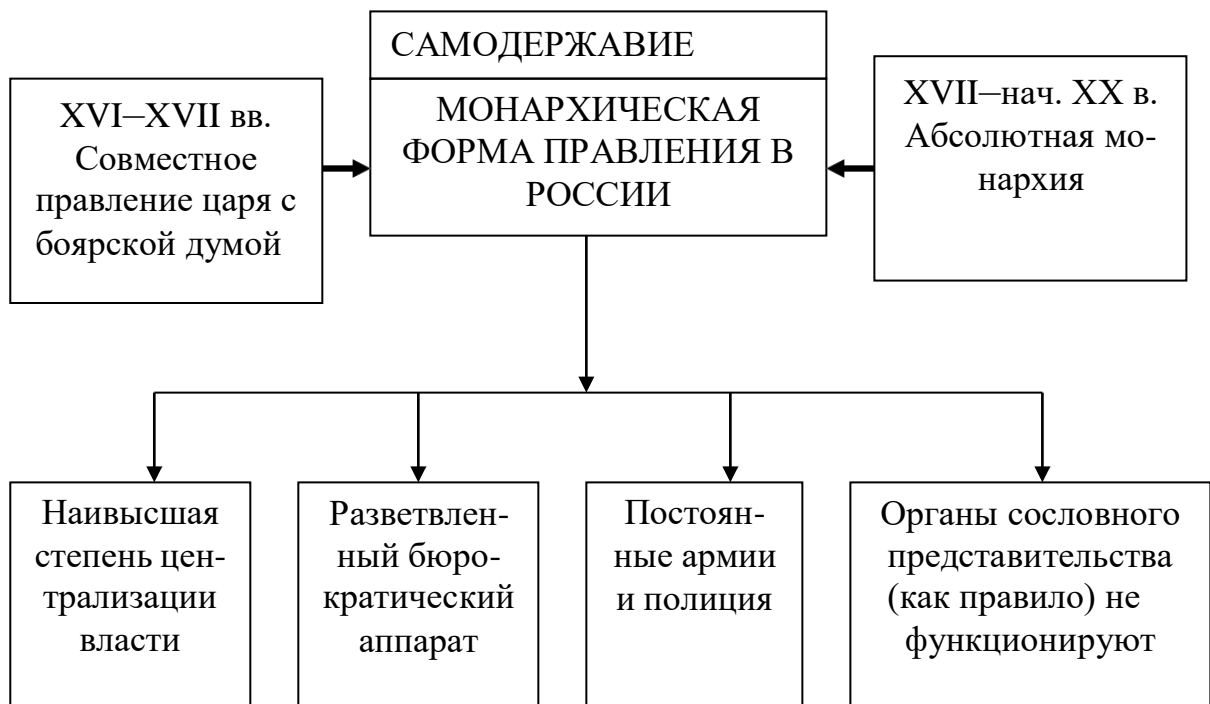 САМОДЕРЖАВИЕ
МОНАРХИЧЕСКАЯ
ФОРМА ПРАВЛЕНИЯ В
РОССИИ
XVI–XVII вв.
Совместное
правление царя с
боярской думой
XVII–нач. XX в.
Абсолютная мо-
нархия
Наивысшая
степень цен-
трализации
власти
Разветвлен-
ный бюро-
кратический
аппарат
Постоян-
ные армии
и полиция
Органы сословного
представительства
(как правило) не
функционируют